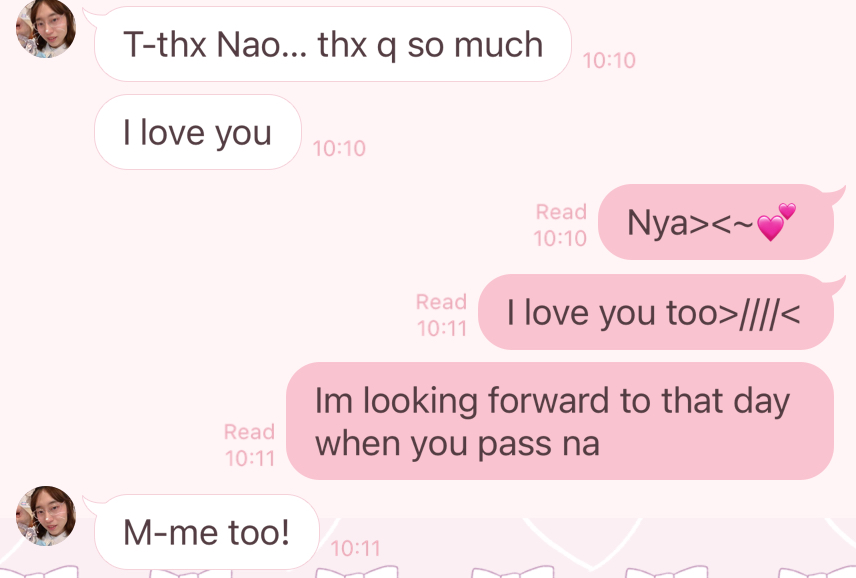 T-thx Nao... thx q so much
10:10
I love you
10:10
Read
10:10
Nya><~💕
Read
10:11
I love you too>////<
Im looking forward to that day
when you pass na
Read
10:11
M-me too!
10:11